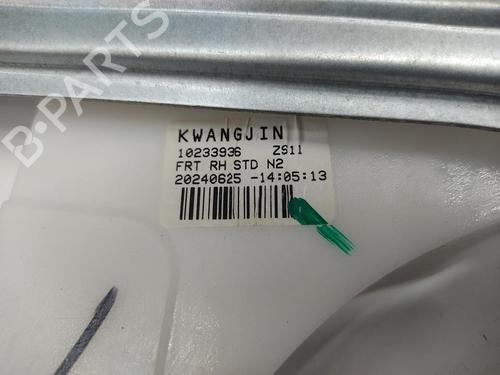 KWANGJIN
10233936 ZS11
FRT RH STD N2
20240625 -14:05:13
B-PARTS